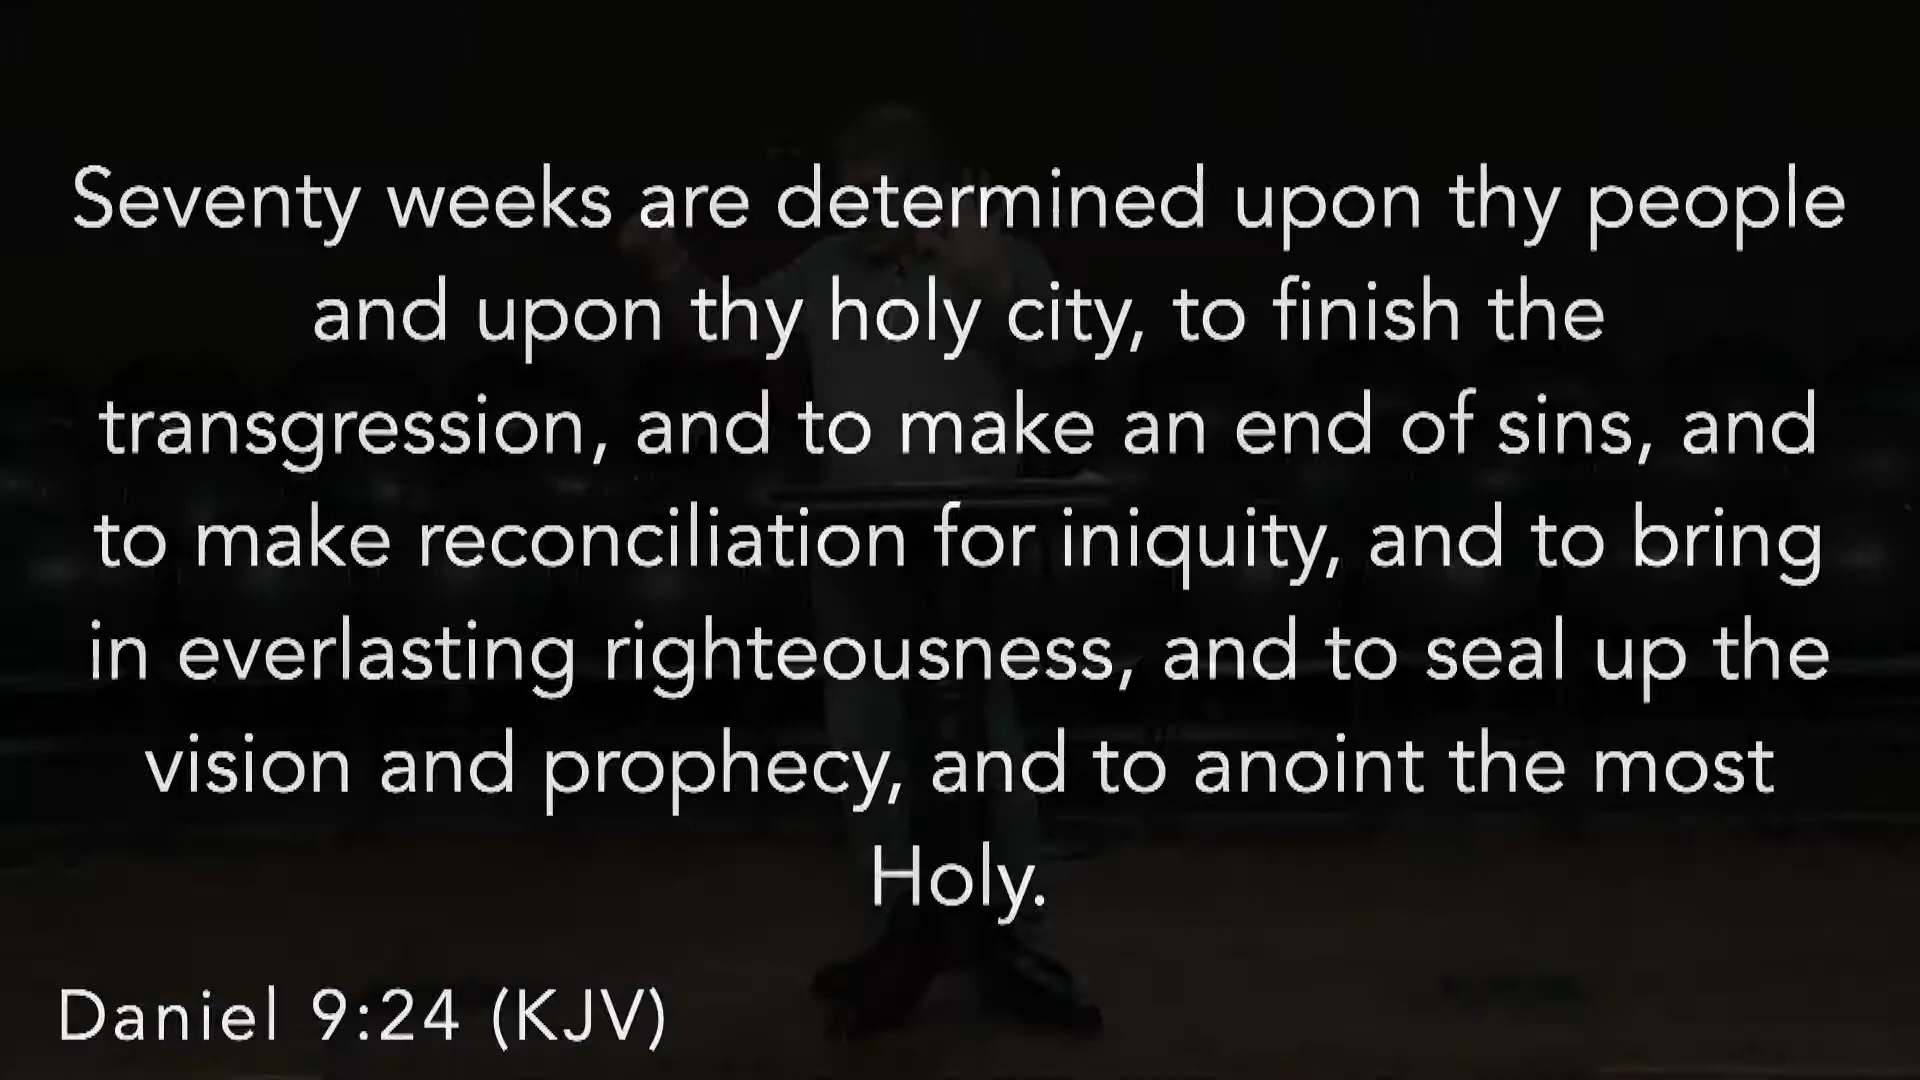 Seventy weeks are determined upon thy people
and upon thy holy city, to finish the
transgression, and to make an end of sins, and
to make reconciliation for iniquity, and to bring
in everlasting righteousness, and to seal up the
vision and prophecy, and to anoint the most
Holy.
Daniel 9:24 (KJV)